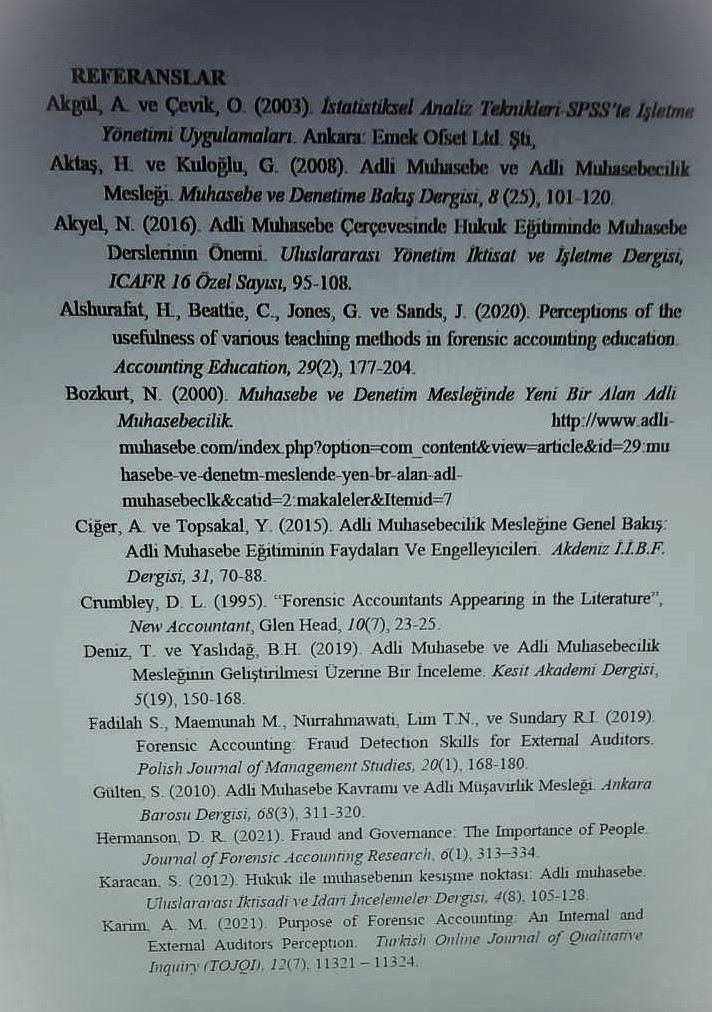 REFERANSLAR
Akgül, A. ve Çevik, O. (2003). İstatistiksel Analiz Teknikleri-SPSS'te İşletme
Yönetimi Uygulamaları. Ankara: Emek Ofset Ltd. Şti,
Aktaş, H. ve Kuloğlu, G. (2008). Adli Muhasebe ve Adli Muhasebecilik
Mesleği. Muhasebe ve Denetime Bakış Dergisi, 8 (25), 101-120.
Akyel, N. (2016). Adli Muhasebe Çerçevesinde Hukuk Eğitiminde Muhasebe
Derslerinin Önemi. Uluslararası Yönetim İktisat ve İşletme Dergisi,
ICAFR 16 Özel Sayısı, 95-108.
Alshurafat, H., Beattie, C., Jones, G. ve Sands, J. (2020). Perceptions of the
usefulness of various teaching methods in forensic accounting education.
Accounting Education, 29(2), 177-204.
Bozkurt, N. (2000). Muhasebe ve Denetim Mesleğinde Yeni Bir Alan Adli
Muhasebecilik. http://www.adli-
muhasebe.com/index.php?option=com_content&view=article&id=29:mu
hasebe-ve-denetm-meslende-yen-br-alan-adl-
muhasebeclk&catid=2:makaleler&Itemid=7
Ciğer, A. ve Topsakal, Y. (2015). Adli Muhasebecilik Mesleğine Genel Bakış:
Adli Muhasebe Eğitiminin Faydaları Ve Engelleyicileri. Akdeniz İ.İ.B.F.
Dergisi, 31, 70-88.
Crumbley, D. L. (1995). “Forensic Accountants Appearing in the Literature”,
New Accountant, Glen Head, 10(7), 23-25.
Deniz, T. ve Yaslıdağ, B.H. (2019). Adli Muhasebe ve Adli Muhasebecilik
Mesleğinin Geliştirilmesi Üzerine Bir İnceleme. Kesit Akademi Dergisi,
5(19), 150-168.
Fadilah S., Maemunah M., Nurrahmawati, Lim T.N., ve Sundary R.I. (2019).
Forensic Accounting: Fraud Detection Skills for External Auditors.
Polish Journal of Management Studies, 20(1), 168-180.
Gülten, S. (2010). Adli Muhasebe Kavramı ve Adli Müşavirlik Mesleği. Ankara
Barosu Dergisi, 68(3), 311-320.
Hermanson, D. R. (2021). Fraud and Governance: The Importance of People.
Journal of Forensic Accounting Research, 6(1), 313–334.
Karacan, S. (2012). Hukuk ile muhasebenin kesişme noktası: Adli muhasebe.
Uluslararası İktisadi ve İdari İncelemeler Dergisi, 4(8), 105-128.
Karim, A. M. (2021). Purpose of Forensic Accounting: An Internal and
External Auditors Perception. Turkish Online Journal of Qualitative
Inquiry (TOJQI), 12(7), 11321 – 11324.